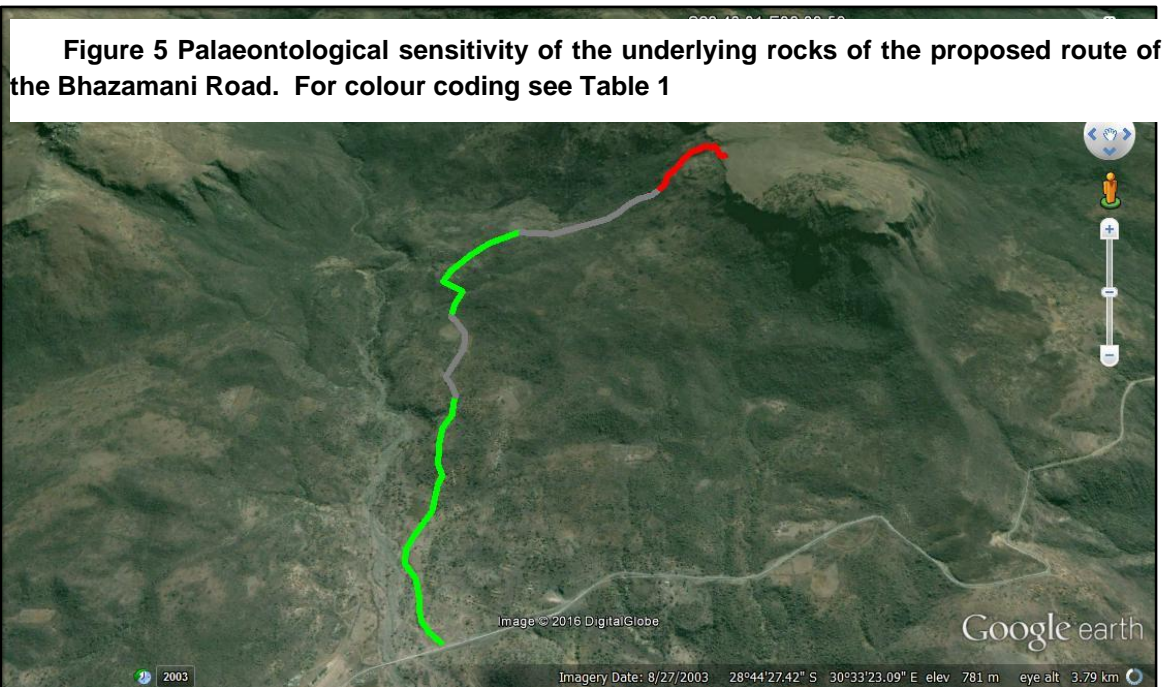 Figure 5 Palaeontological sensitivity of the underlying rocks of the proposed route of
the Bhazamani Road. For colour coding see Table 1
Image © 2016 DigitalGlobe
Google earth
2003
Imagery Date: 8/27/2003 28°44'27.42" S 30°33'23.09" E elev 781 m eye alt 3.79 km